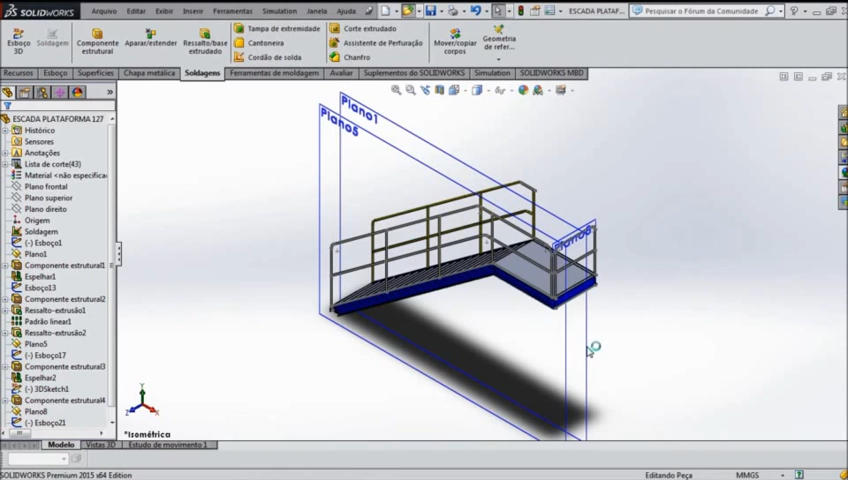 SOLIDWORKS
Arquivo
Editar
Exibir
Inserir
Ferramentas
Simulation
Janela
Ajuda
ESCADA PLATAF...
Pesquisar o Fórum da Comunidade
Esboço 3D
Soldagem
Componente estrutural
Aparar/estender
Ressalto/base extrudado
Tampa de extremidade
Cantoneira
Cordão de solda
Corte extrudado
Assistente de Perfuração
Chanfro
Mover/copiar corpos
Geometria de refer...
Recursos
Esboço
Superfícies
Chapa metálica
Soldagens
Ferramentas de moldagem
Avaliar
Suplementos do SOLIDWORKS
Simulation
SOLIDWORKS MBD
ESCADA PLATAFORMA 127
Histórico
Sensores
Anotações
Lista de corte(43)
Material <não especifica
Plano frontal
Plano superior
Plano direito
Origem
Soldagem
(-) Esboço1
Plano1
Componente estrutural1
Espelhar1
Esboço13
Componente estrutural2
Ressalto-extrusão1
Padrão linear1
Ressalto-extrusão2
Plano5
(-) Esboço17
Componente estrutural3
Espelhar2
(-) 3DSketch1
Componente estrutural4
Plano8
(-) Esboço21
Plano1
Plano5
Plano8
Y
X
Z
*Isométrica
Modelo
Vistas 3D
Estudo de movimento 1
SOLIDWORKS Premium 2015 x64 Edition
Editando Peça
MMGS